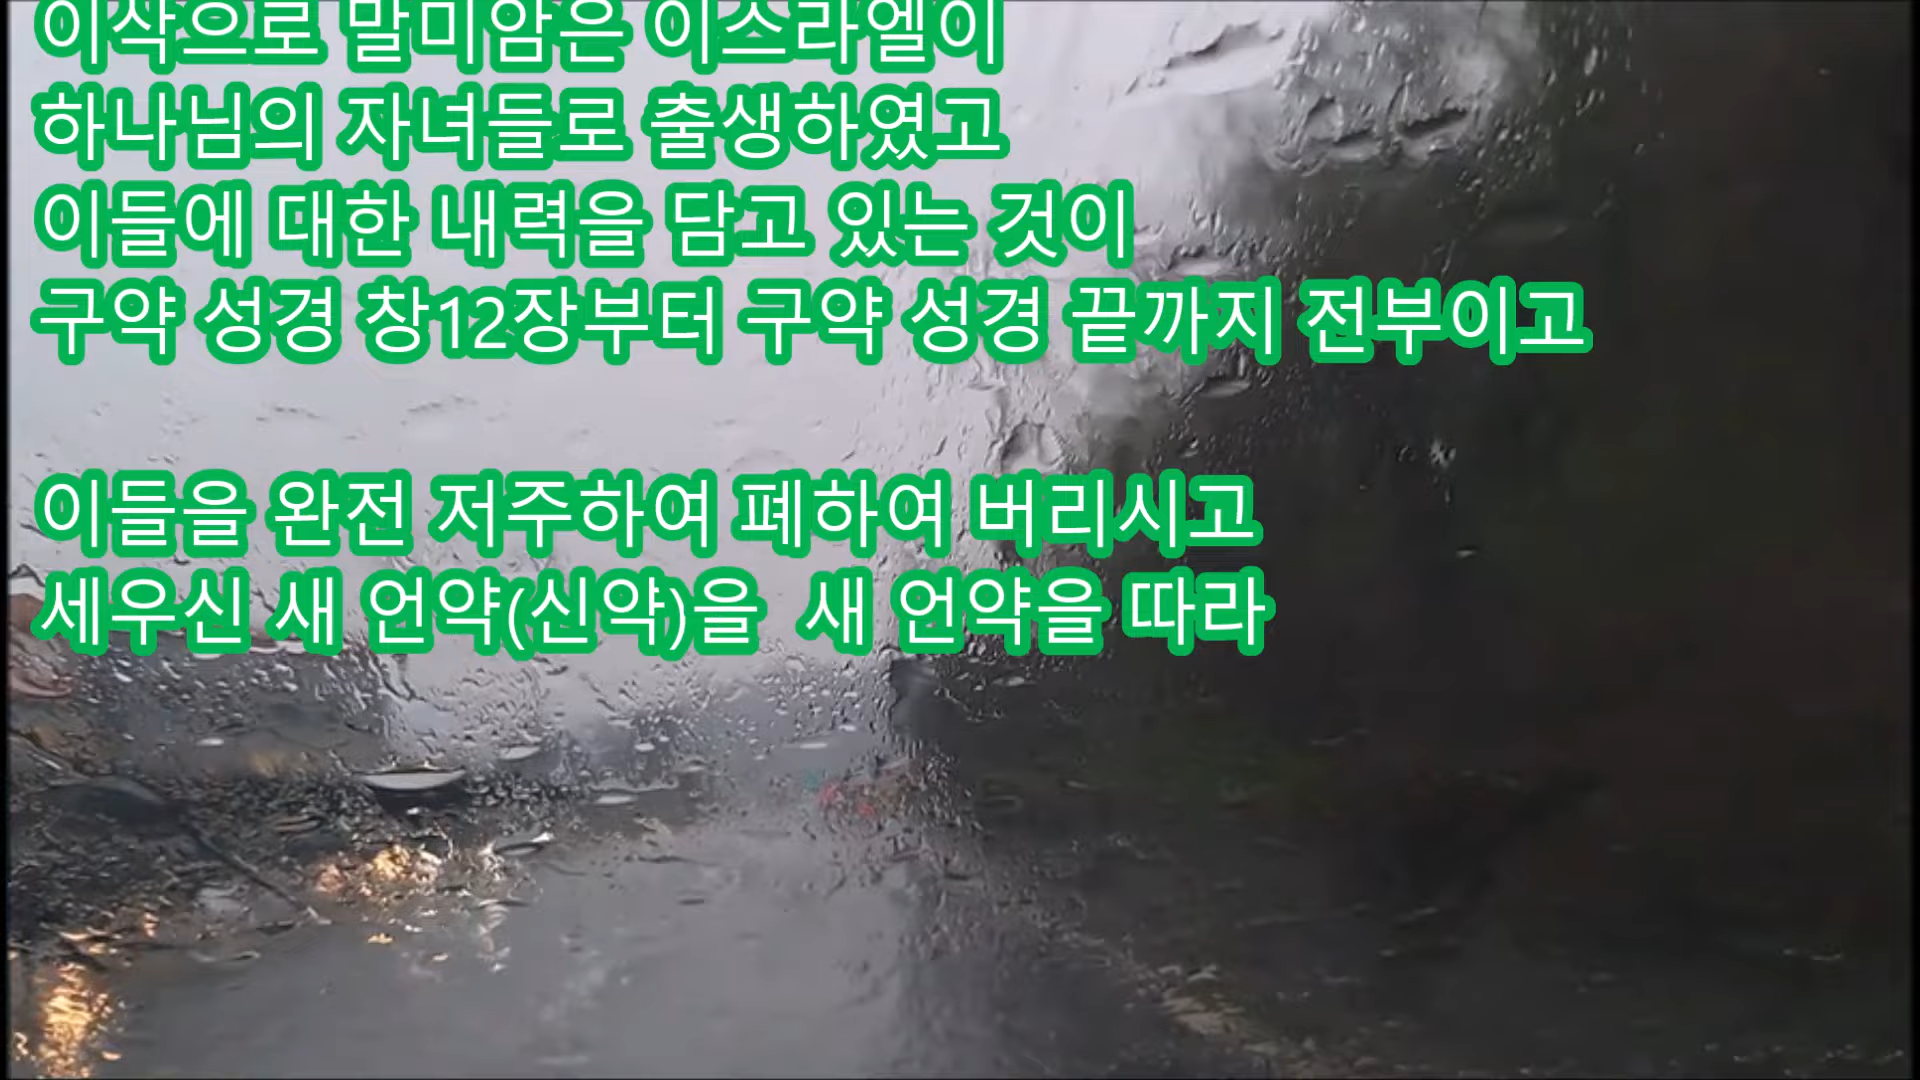 이삭으로 말미암은 이스라엘이
하나님의 자녀들로 출생하였고
이들에 대한 내력을 담고 있는 것이
구약 성경 창12장부터 구약 성경 끝까지 전부이고
이들을 완전 저주하여 폐하여 버리시고
세우신 새 언약(신약)을 새 언약을 따라